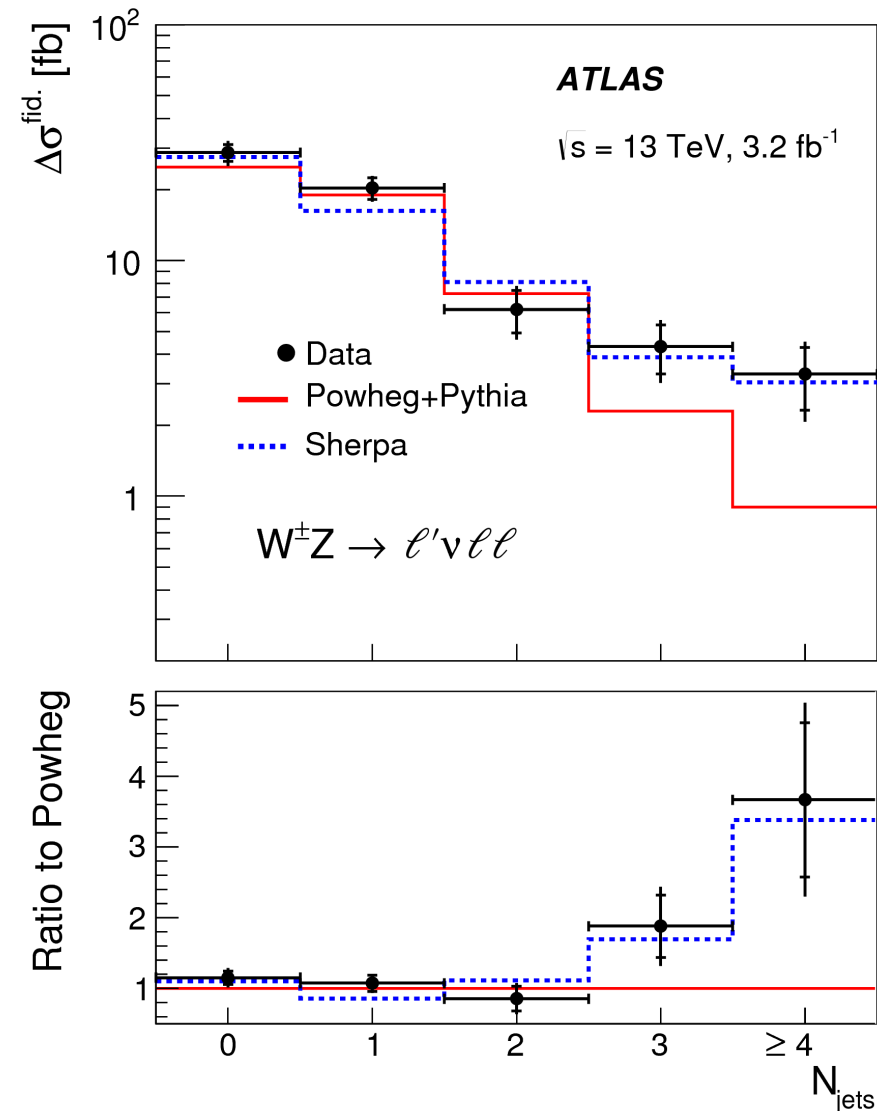 10²
Δσ^fid. [fb]
ATLAS
√s = 13 TeV, 3.2 fb⁻¹
10
Data
Powheg+Pythia
Sherpa
1
W±Z → ℓ′ν ℓℓ
Ratio to Powheg
5
4
3
2
1
0 1 2 3 ≥ 4
N_jets